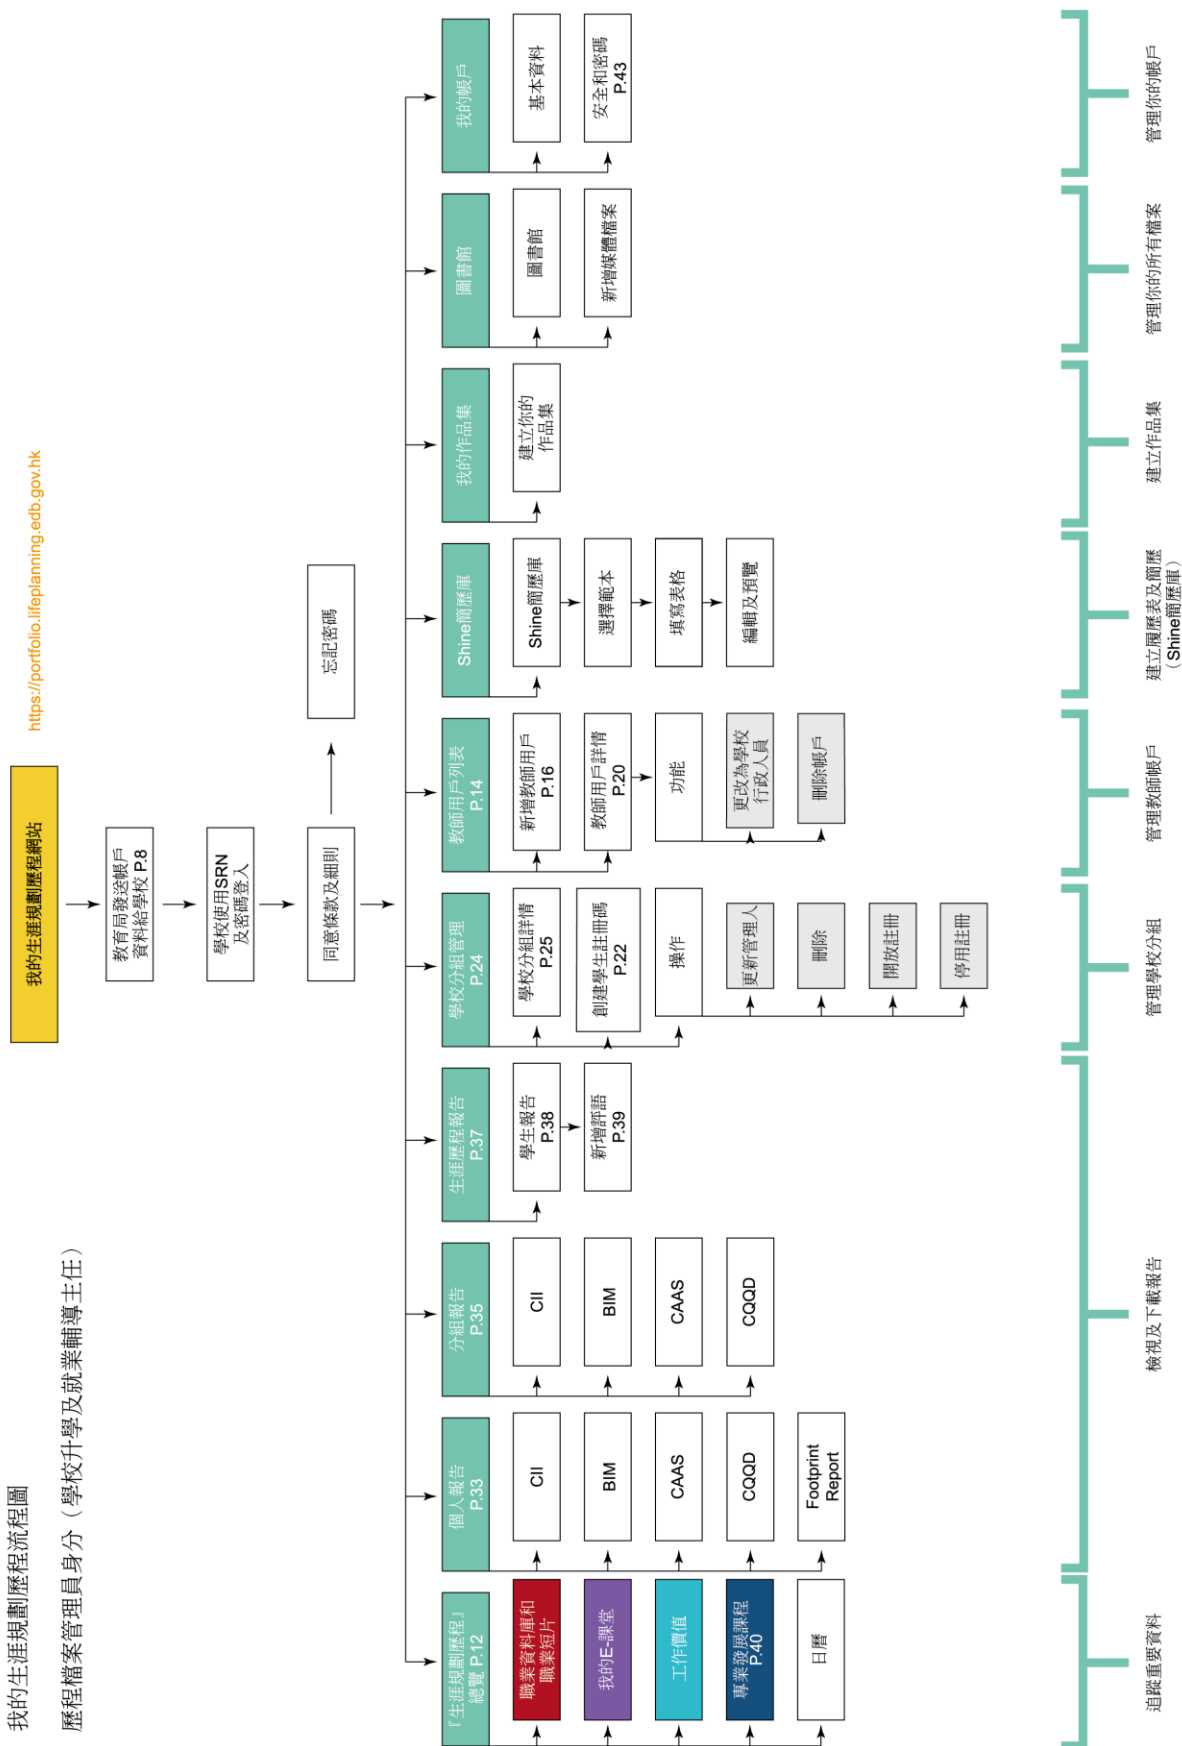 我的生涯規劃歷程流程圖
歷程檔案管理員身分（學校升學及就業輔導主任）
我的生涯規劃歷程網站
https://portfolio.lifeplanning.edb.gov.hk
教育局發送帳戶
資料給學校 P.8
學校使用SRN
及密碼登入
同意條款及細則
忘記密碼
『生涯規劃歷程』
總覽 P.12
職業資料庫和
職業短片
我的E-課堂
工作價值
專業發展課程
P.40
日曆
追蹤重要資料
個人報告
P.33
CII
BIM
CAAS
CQQD
Footprint
Report
分組報告
P.35
CII
BIM
CAAS
CQQD
生涯歷程報告
P.37
學生報告
P.38
新增評語
P.39
檢視及下載報告
學校分組管理
P.24
學校分組詳情
P.25
創建學生註冊碼
P.22
操作
更新管理人
刪除
開放註冊
停用註冊
管理學校分組
教師用戶列表
P.14
新增教師用戶
P.16
教師用戶詳情
P.20
功能
更改為學校
行政人員
刪除帳戶
管理教師帳戶
Shine簡歷庫
Shine簡歷庫
選擇範本
填寫表格
編輯及預覽
建立履歷表及簡歷
（Shine簡歷庫）
我的作品集
建立你的
作品集
建立作品集
圖書館
圖書館
新增媒體檔案
管理你的所有檔案
我的帳戶
基本資料
安全和密碼
P.43
管理你的帳戶